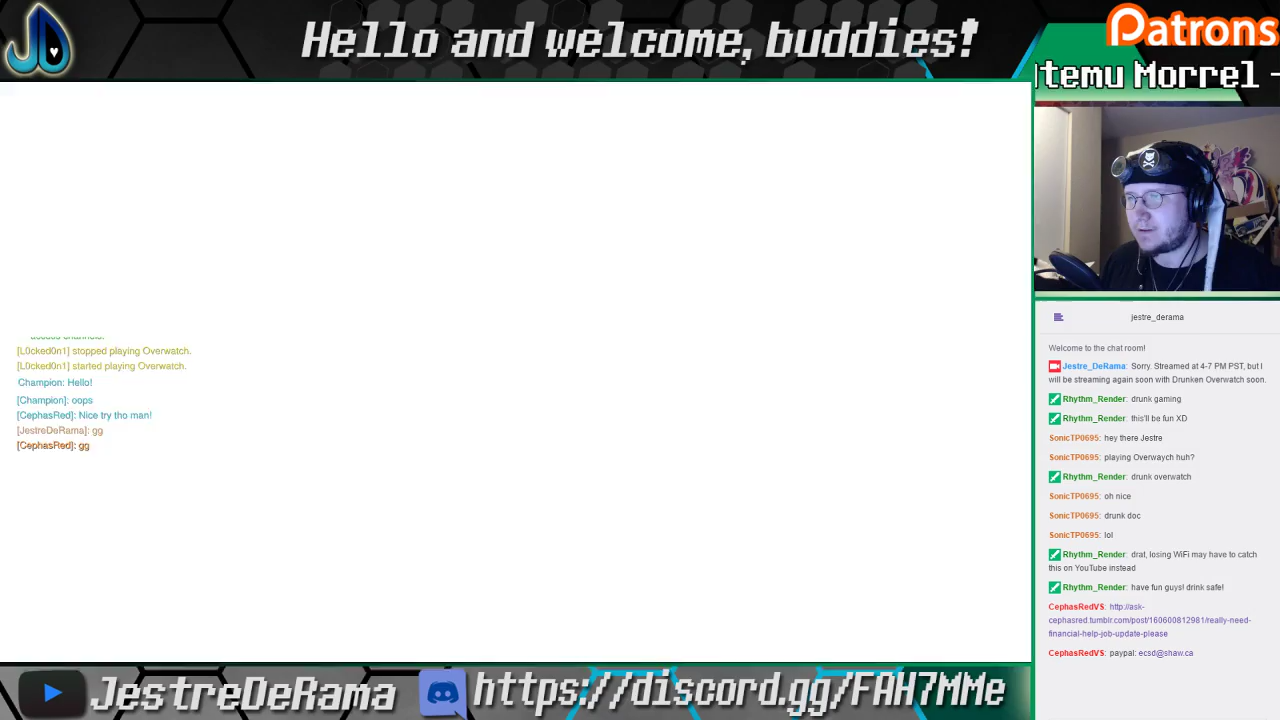 JD
Hello and welcome, buddies!
Patrons
temu Morrel -
access channels.
[L0cked0n1] stopped playing Overwatch.
[L0cked0n1] started playing Overwatch.
Champion: Hello!
[Champion]: oops
[CephasRed]: Nice try tho man!
[JestreDeRama]: gg
[CephasRed]: gg
jestre_derama
Welcome to the chat room!
Jestre_DeRama: Sorry. Streamed at 4-7 PM PST, but I
will be streaming again soon with Drunken Overwatch soon.
Rhythm_Render: drunk gaming
Rhythm_Render: this'll be fun XD
SonicTP0695: hey there Jestre
SonicTP0695: playing Overwaych huh?
Rhythm_Render: drunk overwatch
SonicTP0695: oh nice
SonicTP0695: drunk doc
SonicTP0695: lol
Rhythm_Render: drat, losing WiFi may have to catch
this on YouTube instead
Rhythm_Render: have fun guys! drink safe!
CephasRedVS: http://ask-
cephasred.tumblr.com/post/160600812981/really-need-
financial-help-job-update-please
CephasRedVS: paypal: ecsd@shaw.ca
JestreDeRama
https://discord.gg/FAH7MMe